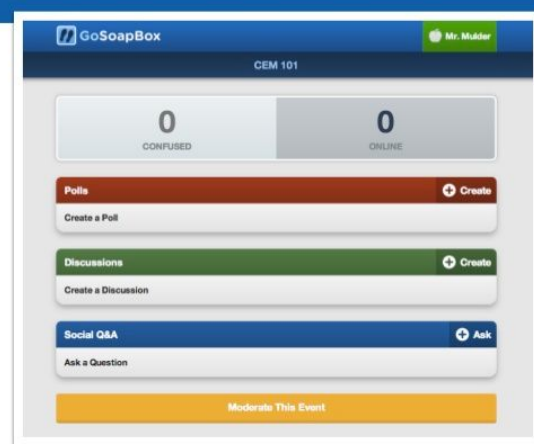 GoSoapBox Mr. Mulder
CEM 101
0 0
CONFUSED ONLINE
Polls Create
Create a Poll
Discussions Create
Create a Discussion
Social Q&A Ask
Ask a Question
Moderate This Event